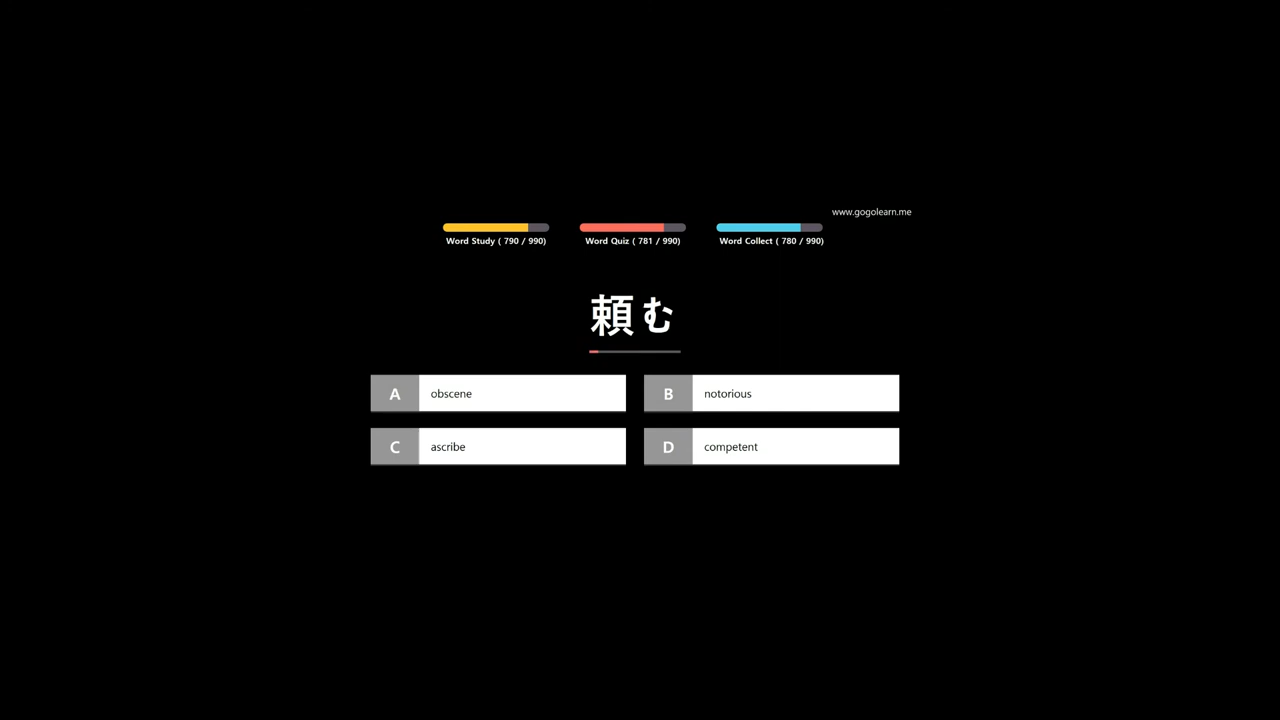 www.gogolearn.me
Word Study ( 790 / 990)
Word Quiz ( 781 / 990)
Word Collect ( 780 / 990)
頼む
A obscene
B notorious
C ascribe
D competent